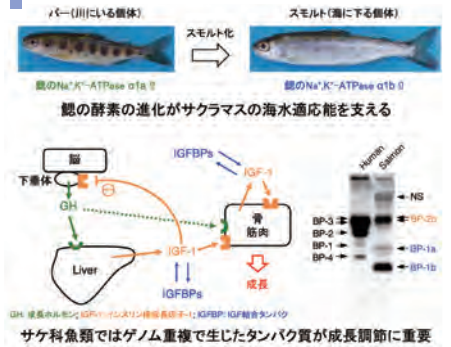 パー(川にいる個体)
スモルト(海に下る個体)
スモルト化
鰓のNa⁺,K⁺-ATPase α1a ⇧
鰓のNa⁺,K⁺-ATPase α1b ⇧
鰓の酵素の進化がサクラマスの海水適応能を支える
脳
下垂体
GH
Liver
IGF-1
IGFBPs
IGFBPs
IGF-1
骨
筋肉
成長
Human
Salmon
NS
BP-3
BP-2
BP-1
BP-4
BP-2b
BP-1a
BP-1b
GH: 成長ホルモン; IGF-1: インスリン様成長因子-1; IGFBP: IGF結合タンパク
サケ科魚類ではゲノム重複で生じたタンパク質が成長調節に重要